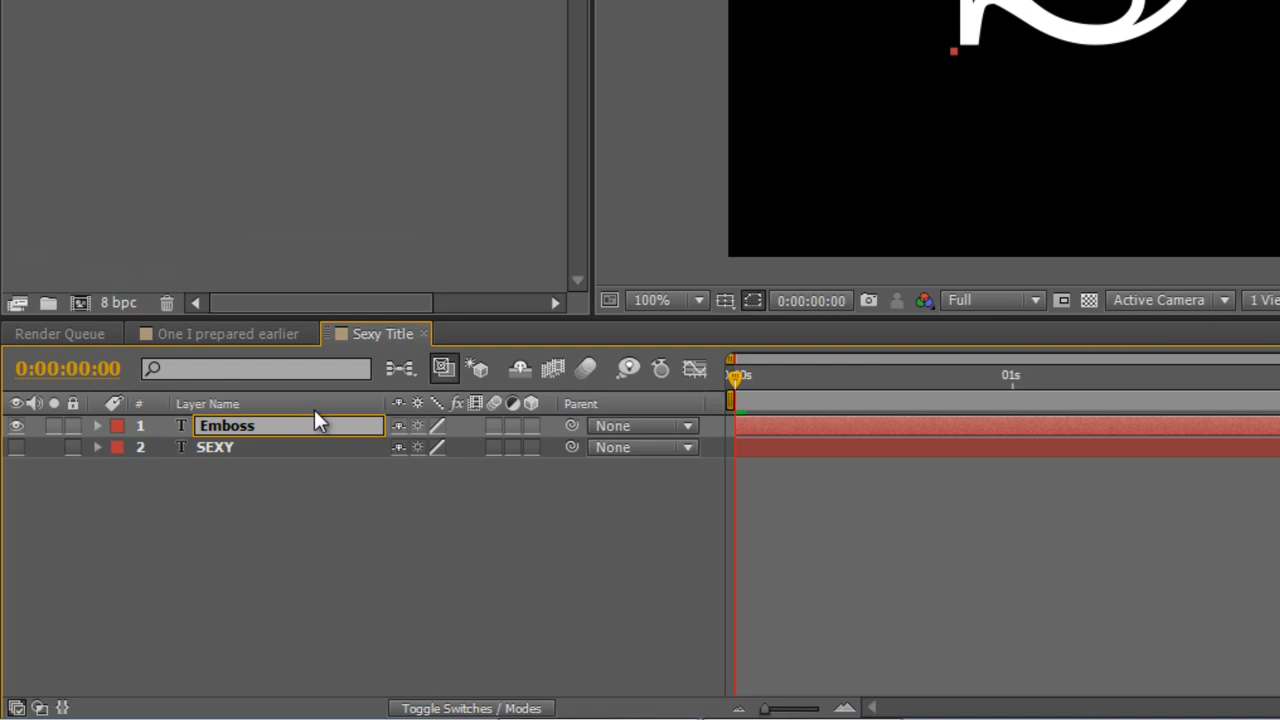 8 bpc
100%
0:00:00:00
Full
Active Camera
1 Vie
Render Queue
One I prepared earlier
Sexy Title
0:00:00:00
01s
#
Layer Name
fx
Parent
1
T
Emboss
None
2
T
SEXY
None
Toggle Switches / Modes